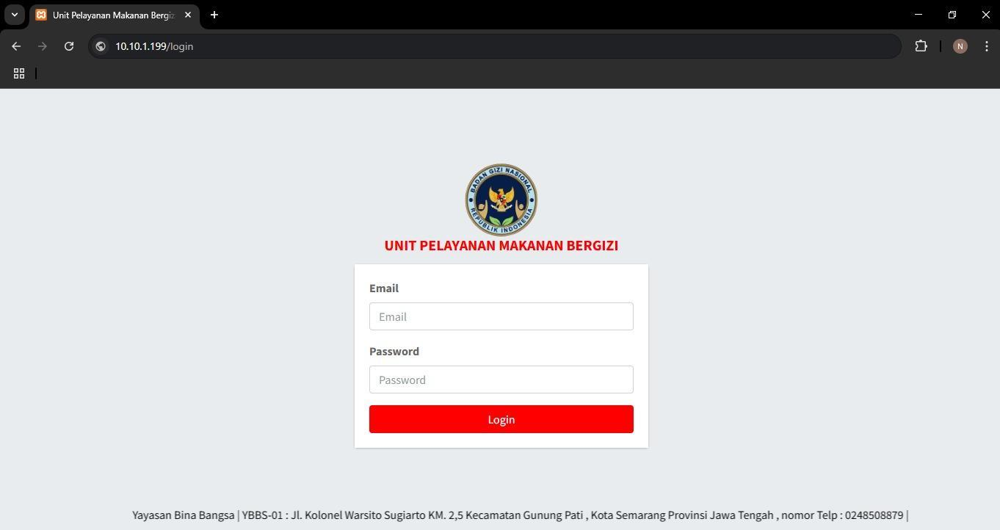 Unit Pelayanan Makanan Bergiz
10.10.1.199/login
N
BADAN GIZI NASIONAL
REPUBLIK INDONESIA
UNIT PELAYANAN MAKANAN BERGIZI
Email
Email
Password
Password
Login
Yayasan Bina Bangsa | YBBS-01 : Jl. Kolonel Warsito Sugiarto KM. 2,5 Kecamatan Gunung Pati , Kota Semarang Provinsi Jawa Tengah , nomor Telp : 0248508879 |